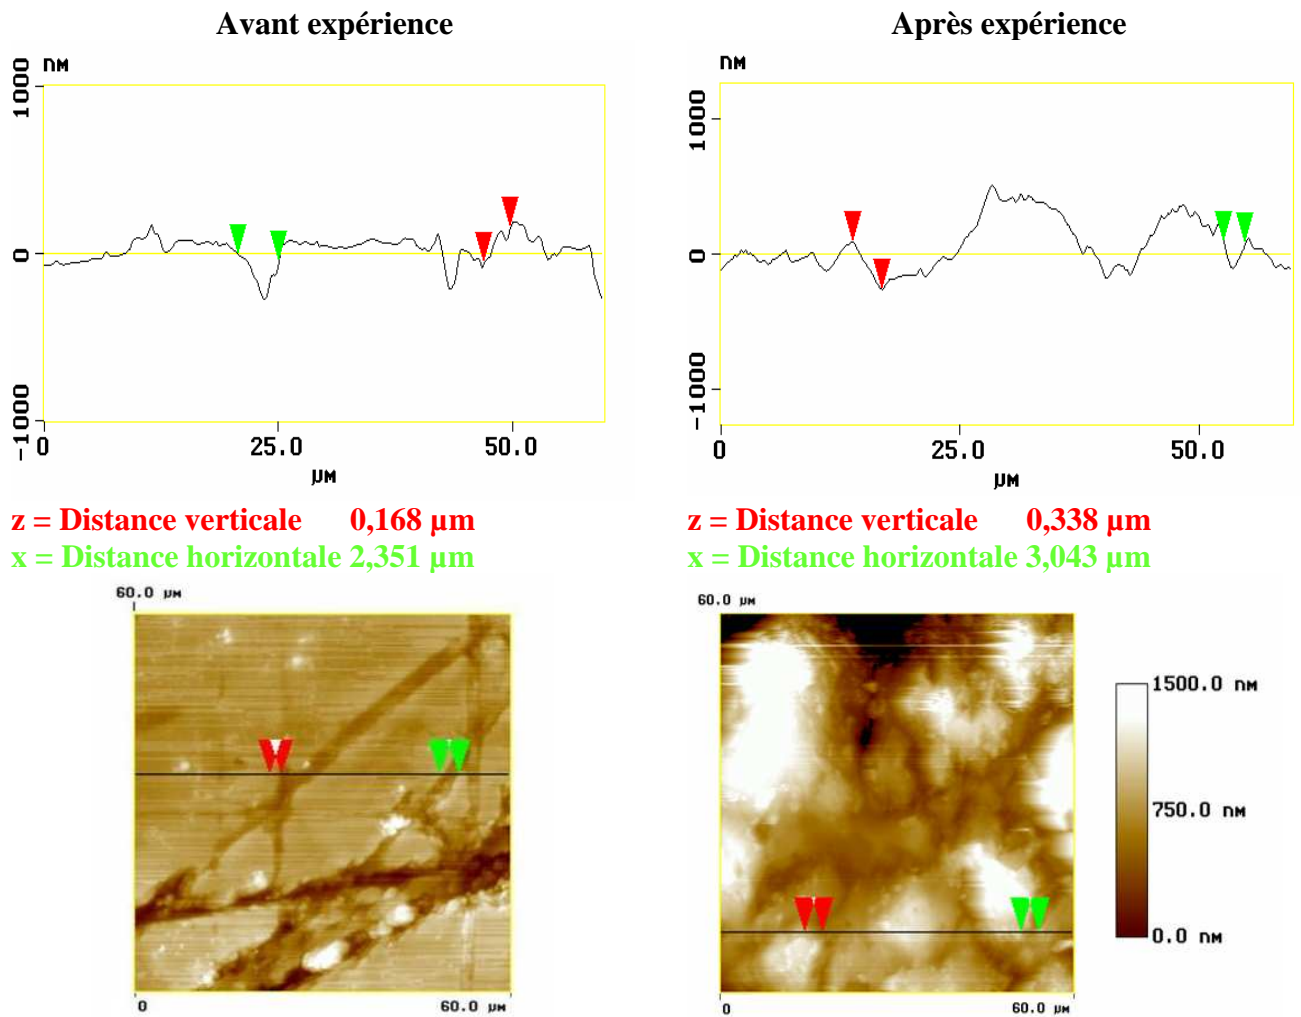 Avant expérience
Après expérience
nM
1000
0
-1000
0
25.0
50.0
µM
nM
1000
0
-1000
0
25.0
50.0
µM
z = Distance verticale 0,168 µm
x = Distance horizontale 2,351 µm
z = Distance verticale 0,338 µm
x = Distance horizontale 3,043 µm
60.0 µM
0
60.0 µM
60.0 µM
0
60.0 µM
1500.0 nM
750.0 nM
0.0 nM